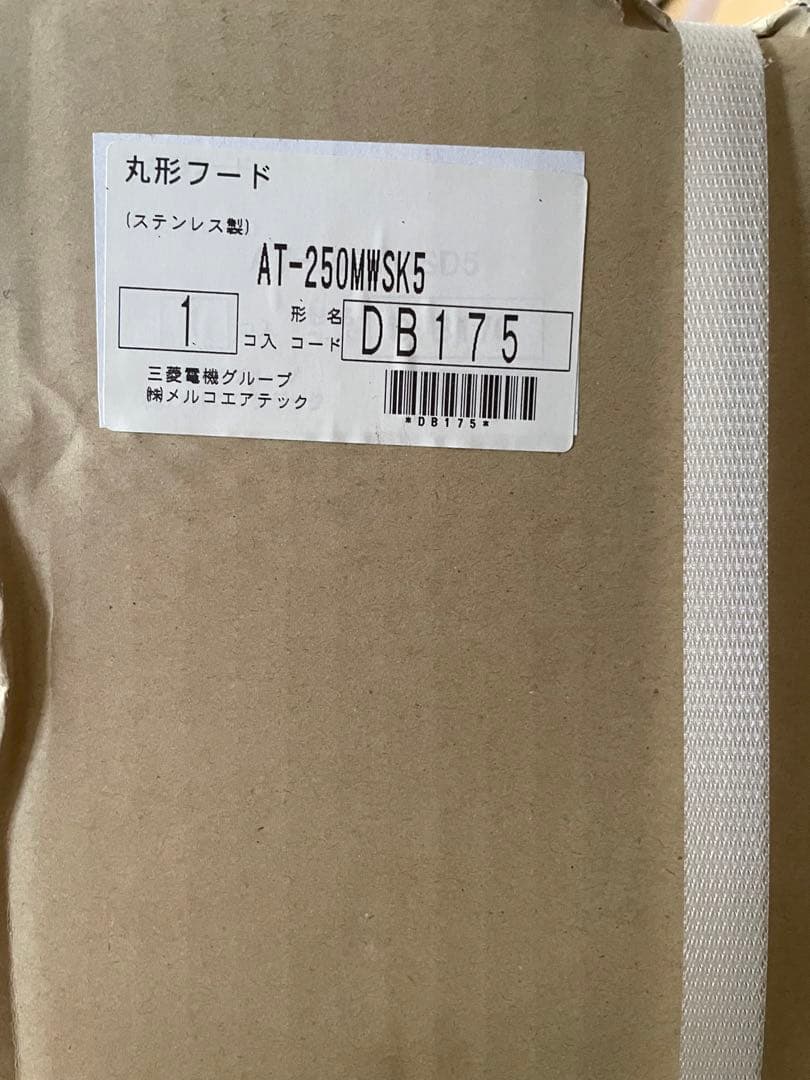 丸形フード
(ステンレス製)
AT-250MWSK5
1 コ入 形名コード DB175
三菱電機グループ
㈱メルコエアテック
*DB175*